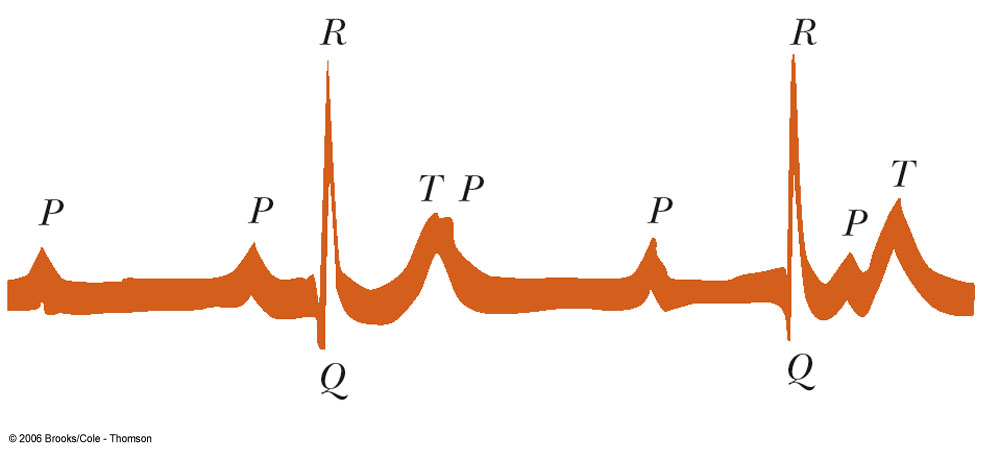 R R
P P T P P P T
Q Q
© 2006 Brooks/Cole - Thomson